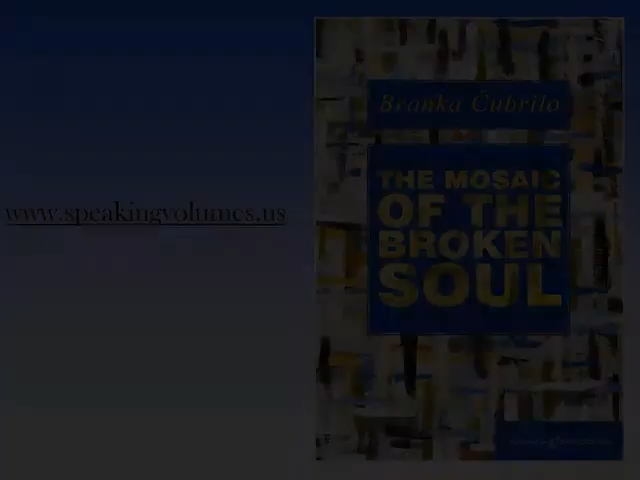 www.speakingvolumes.us
Branka Čubrilo
THE MOSAIC
OF THE
BROKEN
SOUL